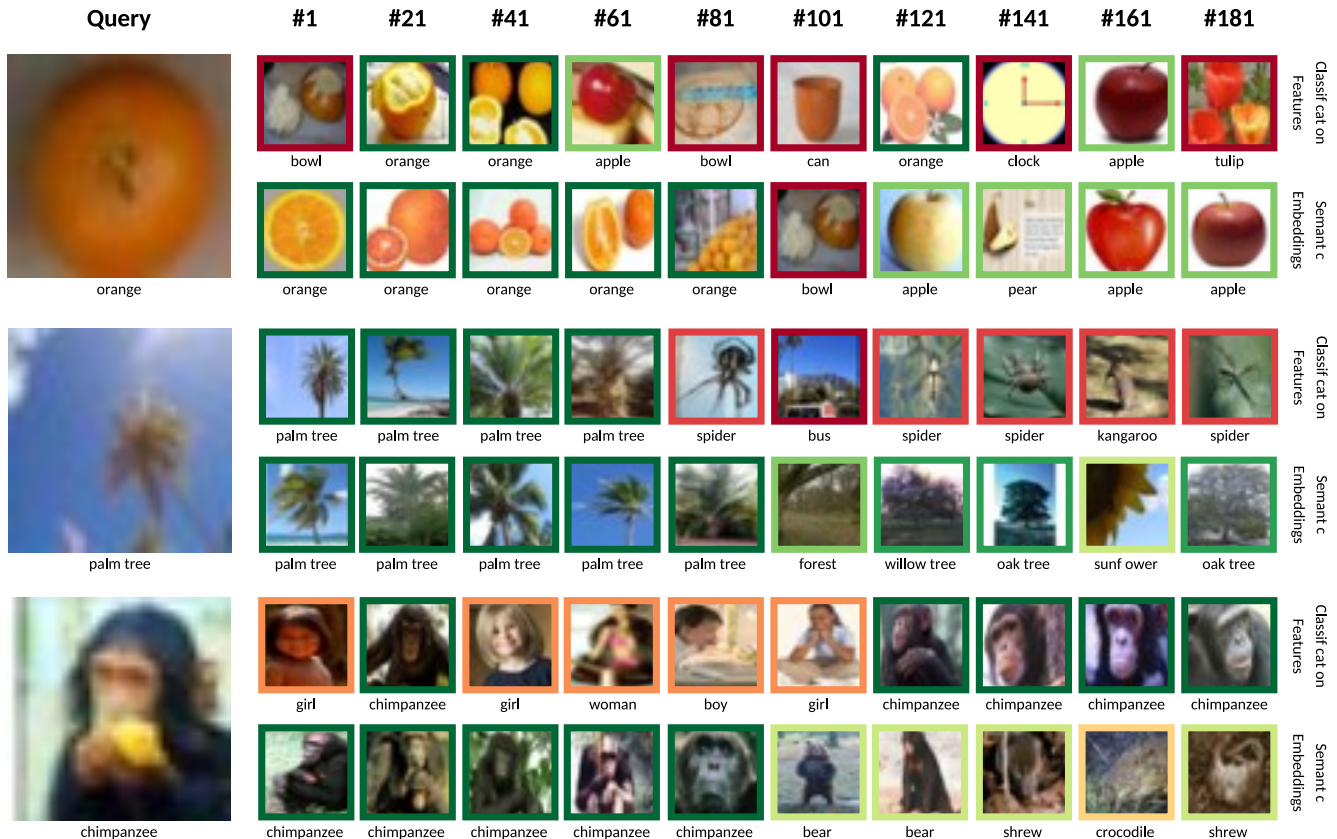 Query #1 #21 #41 #61 #81 #101 #121 #141 #161 #181
Classif cat on
Features
bowl orange orange apple bowl can orange clock apple tulip
Semant c
Embeddings
orange orange orange orange orange orange bowl apple pear apple apple
Classif cat on
Features
palm tree palm tree palm tree palm tree spider bus spider spider kangaroo spider
Semant c
Embeddings
palm tree palm tree palm tree palm tree palm tree palm tree forest willow tree oak tree sunf ower oak tree
Classif cat on
Features
girl chimpanzee girl woman boy girl chimpanzee chimpanzee chimpanzee chimpanzee
Semant c
Embeddings
chimpanzee chimpanzee chimpanzee chimpanzee chimpanzee chimpanzee bear bear shrew crocodile shrew